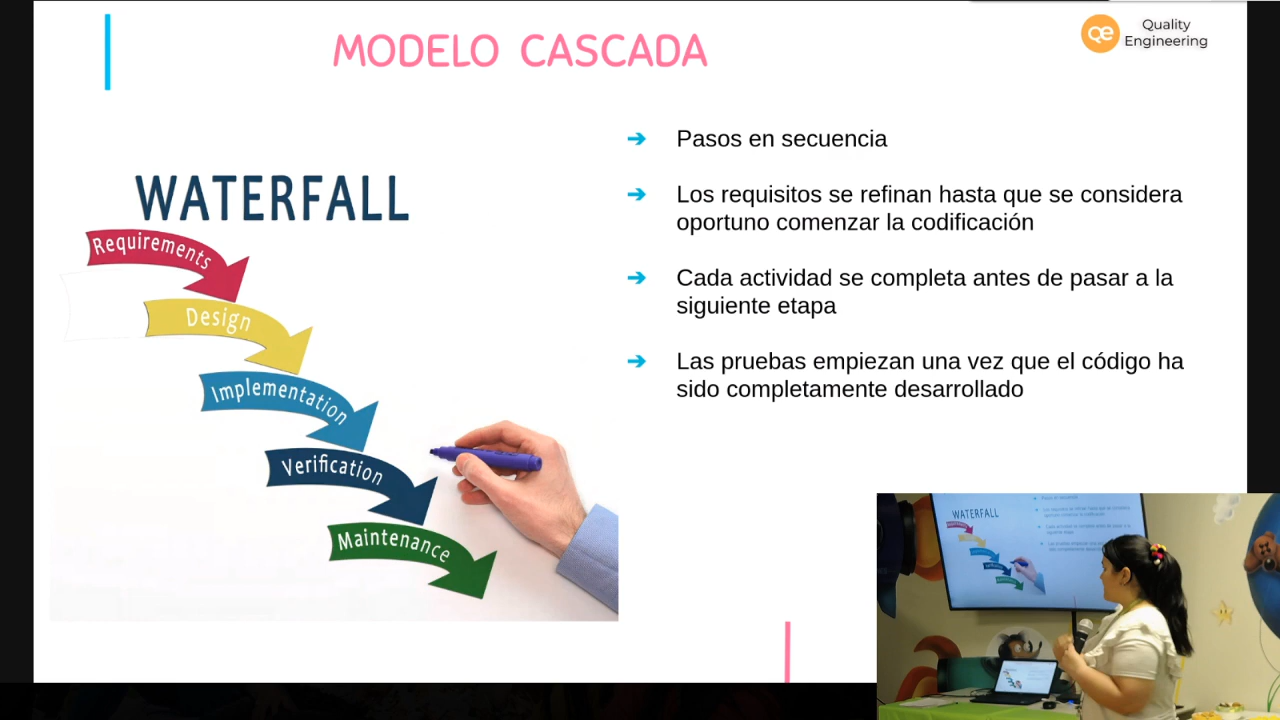 MODELO CASCADA
qe
Quality
Engineering
WATERFALL
Requirements
Design
Implementation
Verification
Maintenance
➔ Pasos en secuencia
➔ Los requisitos se refinan hasta que se considera
oportuno comenzar la codificación
➔ Cada actividad se completa antes de pasar a la
siguiente etapa
➔ Las pruebas empiezan una vez que el código ha
sido completamente desarrollado
WATERFALL